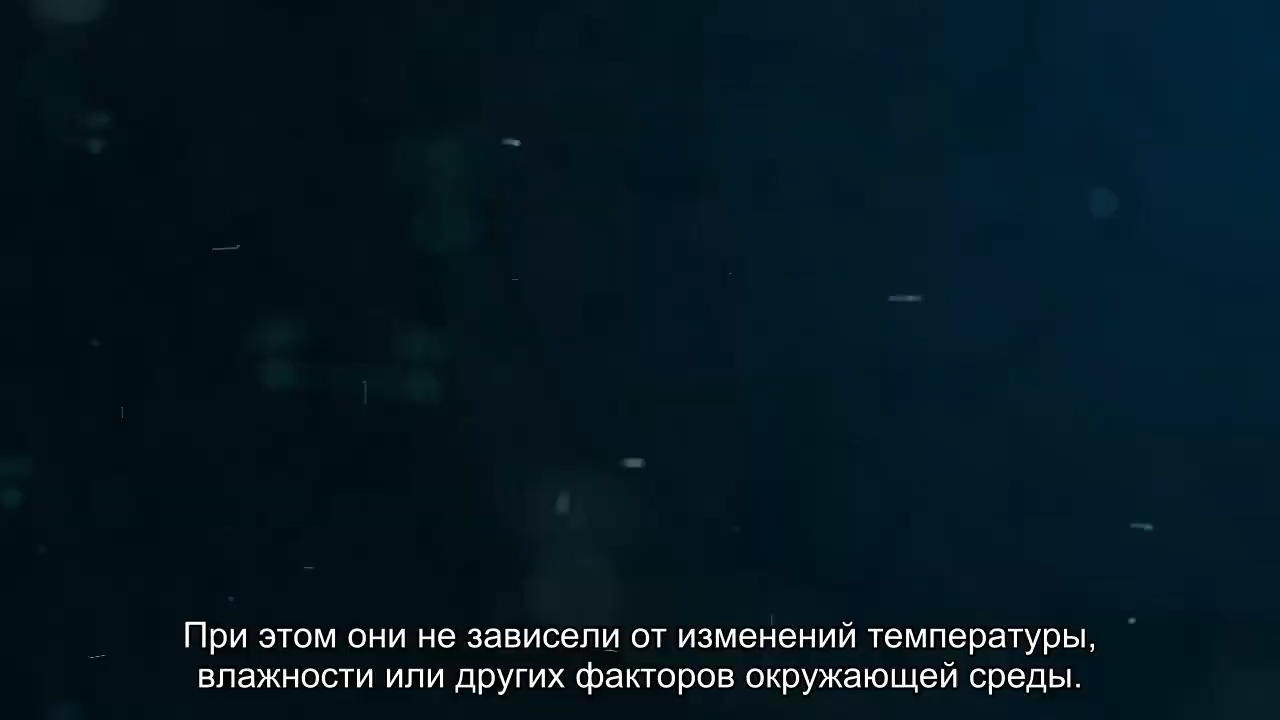 При этом они не зависели от изменений температуры,
влажности или других факторов окружающей среды.